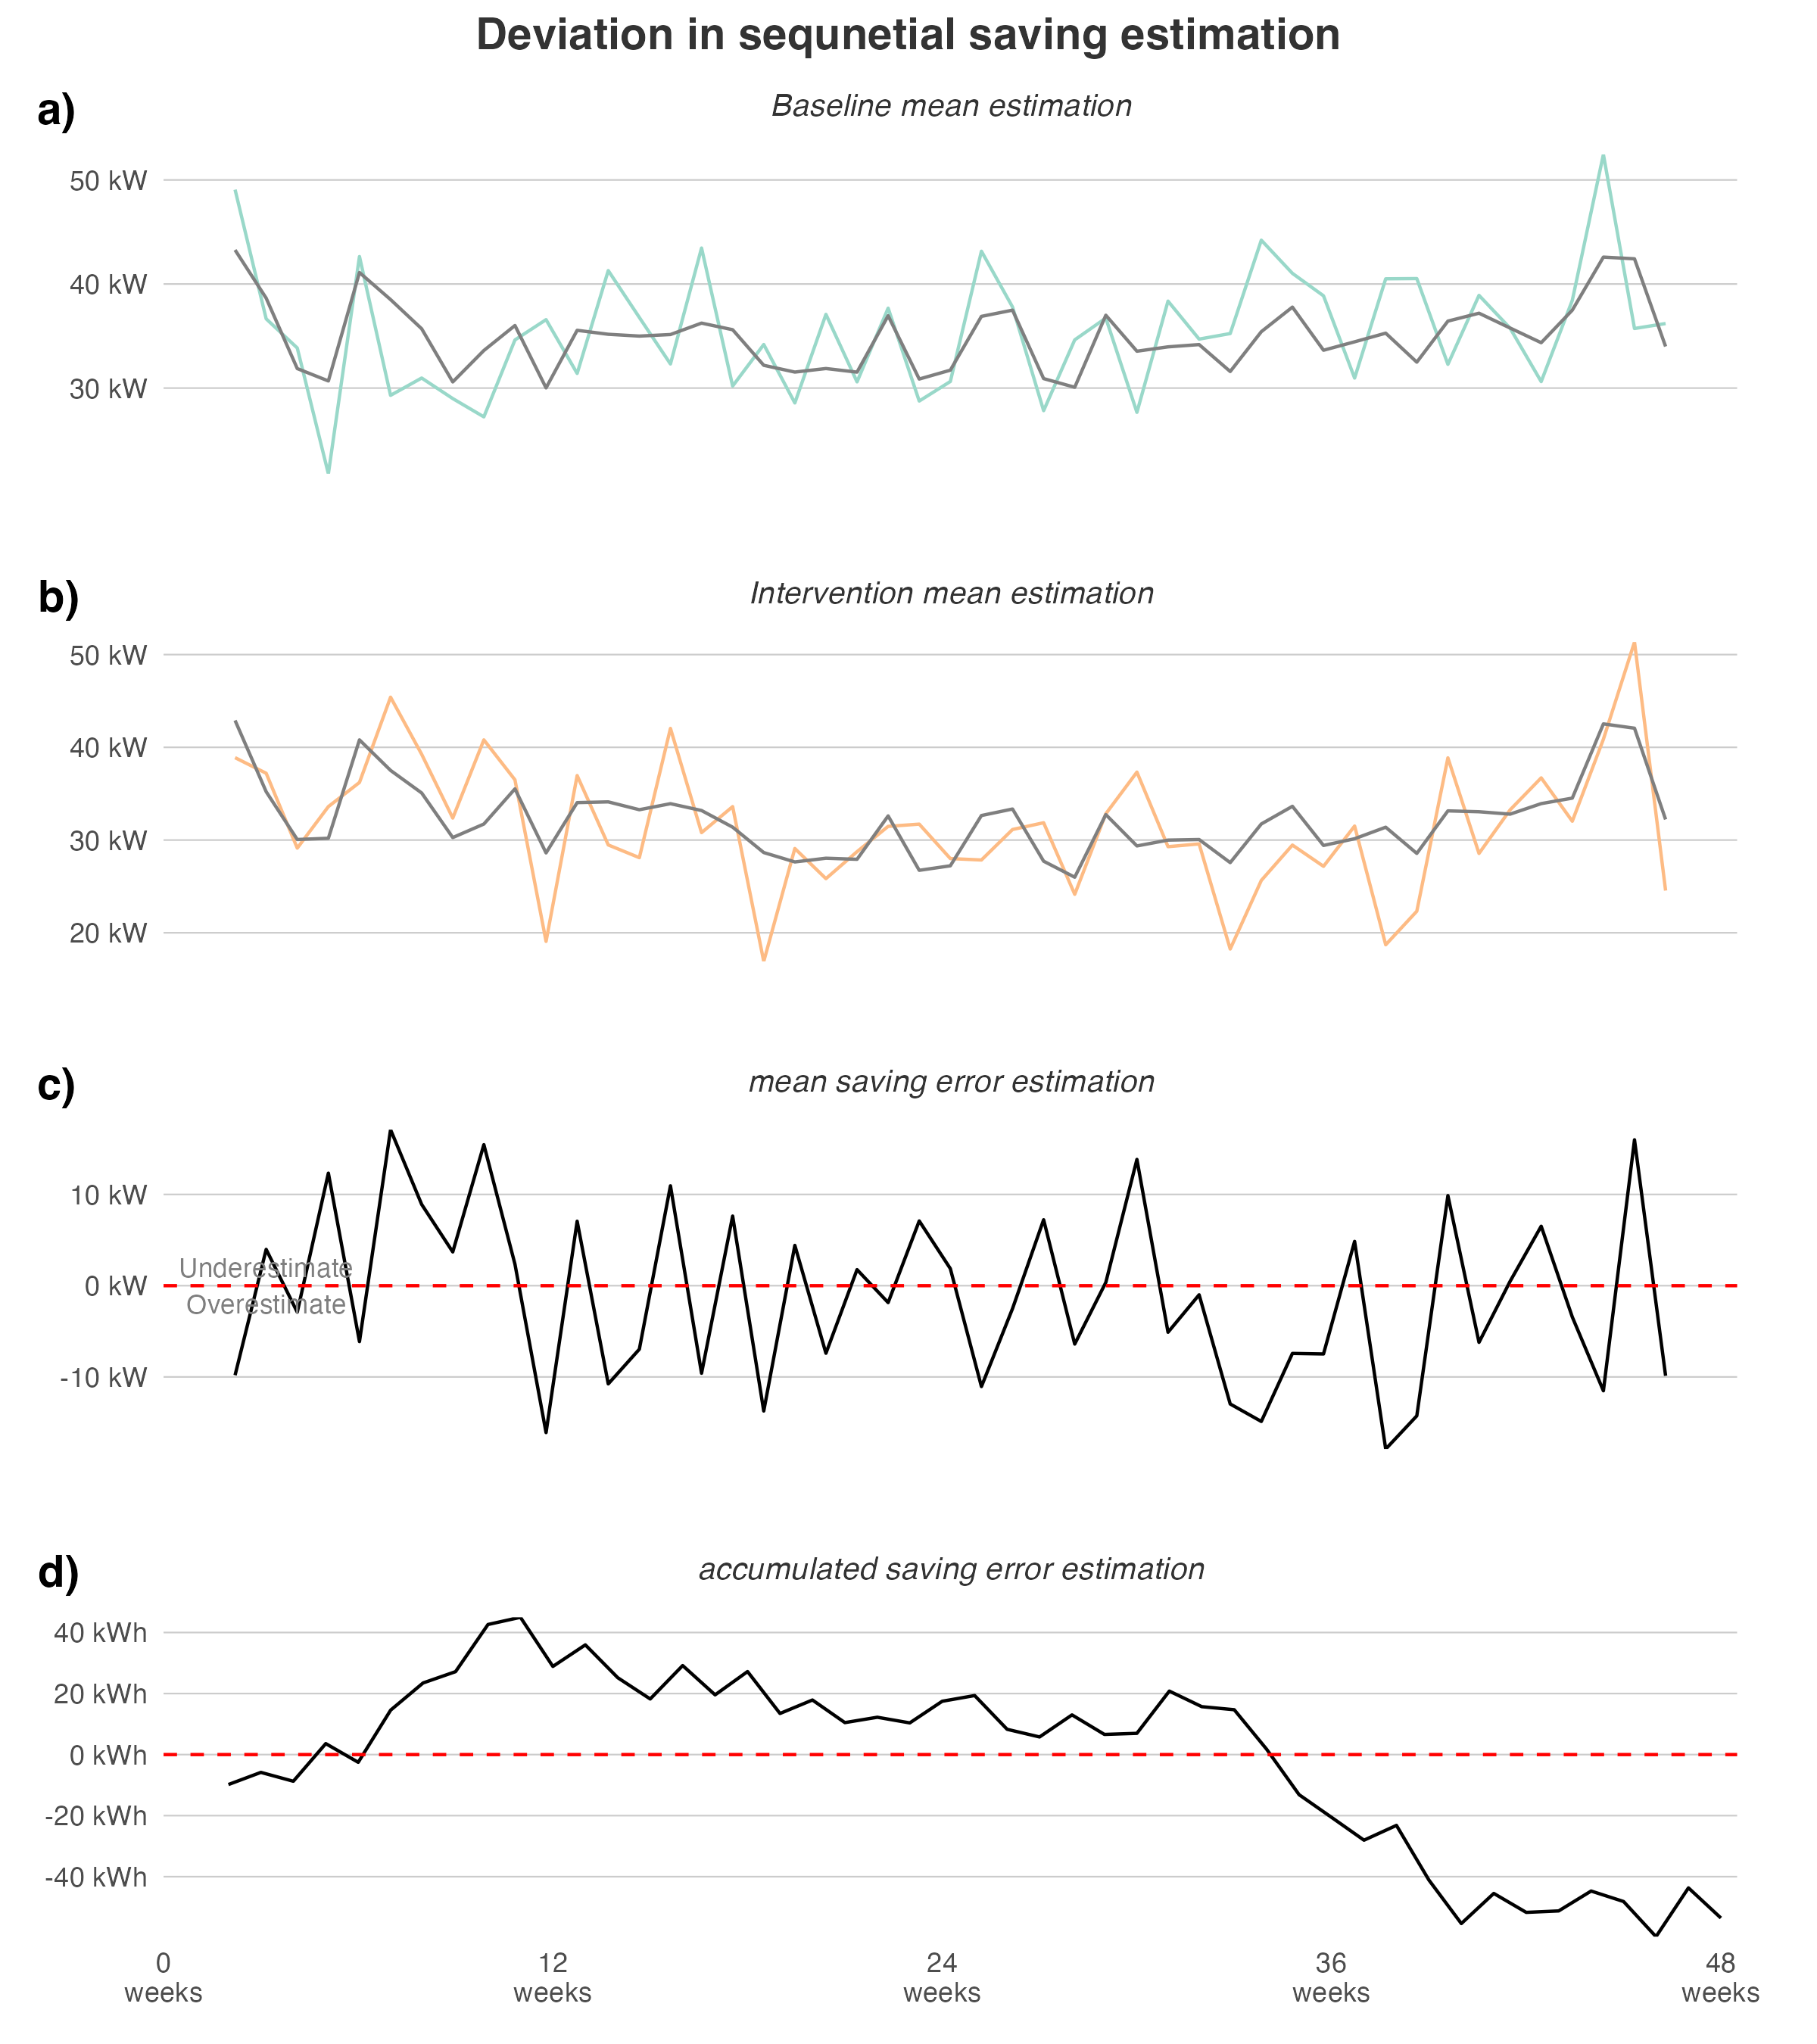 Deviation in sequnetial saving estimation
a)
Baseline mean estimation
50 kW
40 kW
30 kW
b)
Intervention mean estimation
50 kW
40 kW
30 kW
20 kW
c)
mean saving error estimation
10 kW
Underestimate
0 kW
Overestimate
-10 kW
d)
accumulated saving error estimation
40 kWh
20 kWh
0 kWh
-20 kWh
-40 kWh
0 12 24 36 48
weeks weeks weeks weeks weeks